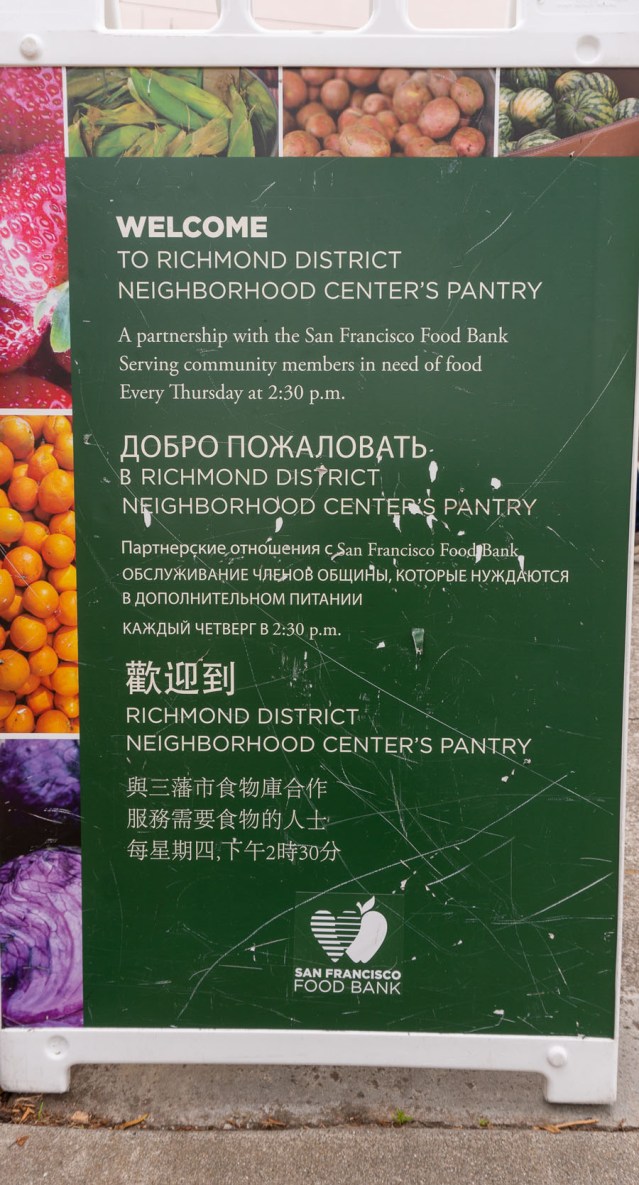 WELCOME
TO RICHMOND DISTRICT
NEIGHBORHOOD CENTER'S PANTRY
A partnership with the San Francisco Food Bank
Serving community members in need of food
Every Thursday at 2:30 p.m.
ДОБРО ПОЖАЛОВАТЬ
В RICHMOND DISTRICT
NEIGHBORHOOD CENTER'S PANTRY
Партнерские отношения с San Francisco Food Bank
ОБСЛУЖИВАНИЕ ЧЛЕНОВ ОБЩИНЫ, КОТОРЫЕ НУЖДАЮТСЯ
В ДОПОЛНИТЕЛЬНОМ ПИТАНИИ
КАЖДЫЙ ЧЕТВЕРГ В 2:30 p.m.
歡迎到
RICHMOND DISTRICT
NEIGHBORHOOD CENTER'S PANTRY
與三藩市食物庫合作
服務需要食物的人士
每星期四,下午2時30分
SAN FRANCISCO
FOOD BANK